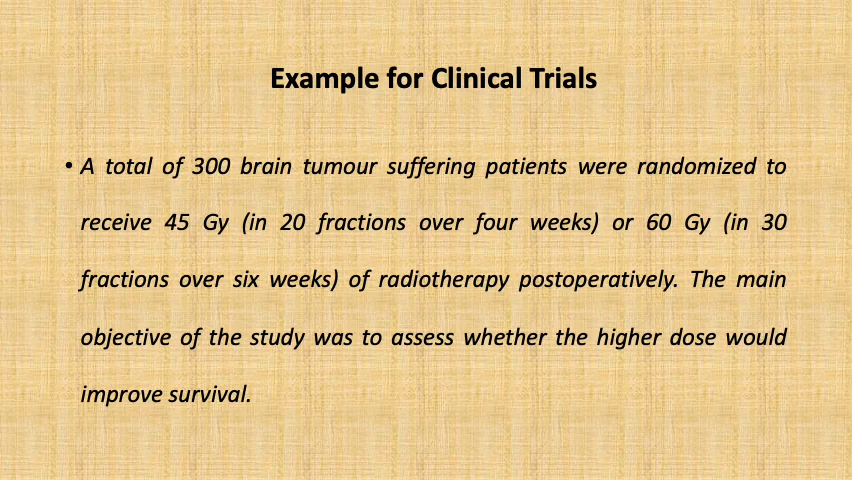 Example for Clinical Trials
• A total of 300 brain tumour suffering patients were randomized to
receive 45 Gy (in 20 fractions over four weeks) or 60 Gy (in 30
fractions over six weeks) of radiotherapy postoperatively. The main
objective of the study was to assess whether the higher dose would
improve survival.